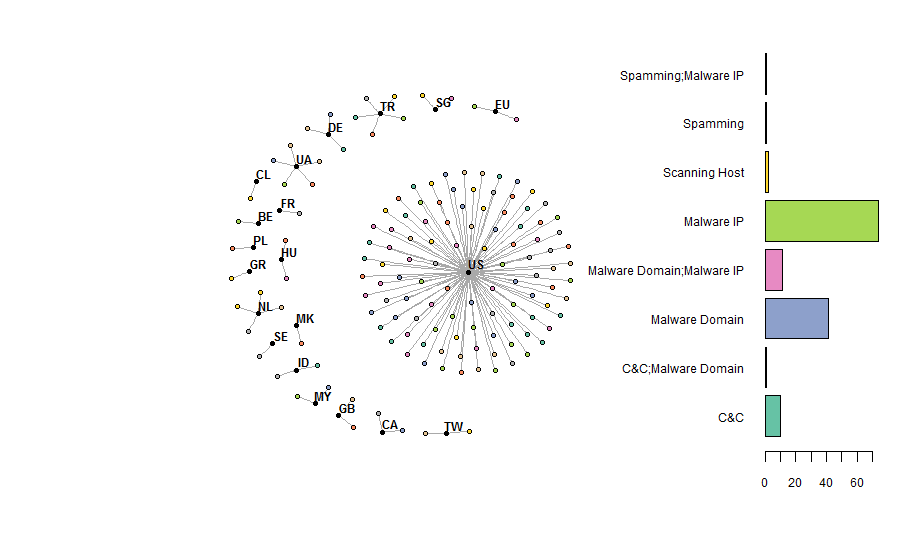 TR
SG
EU
DE
UA
CL
FR
BE
PL
HU
GR
NL
MK
SE
ID
MY
GB
CA
TW
US
Spamming;Malware IP
Spamming
Scanning Host
Malware IP
Malware Domain;Malware IP
Malware Domain
C&C;Malware Domain
C&C
0 20 40 60